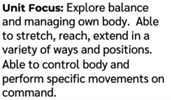 Unit Focus: Explore balance
and managing own body.  Able
to stretch, reach, extend in a
variety of ways and positions.
Able to control body and
perform specific movements on
command.